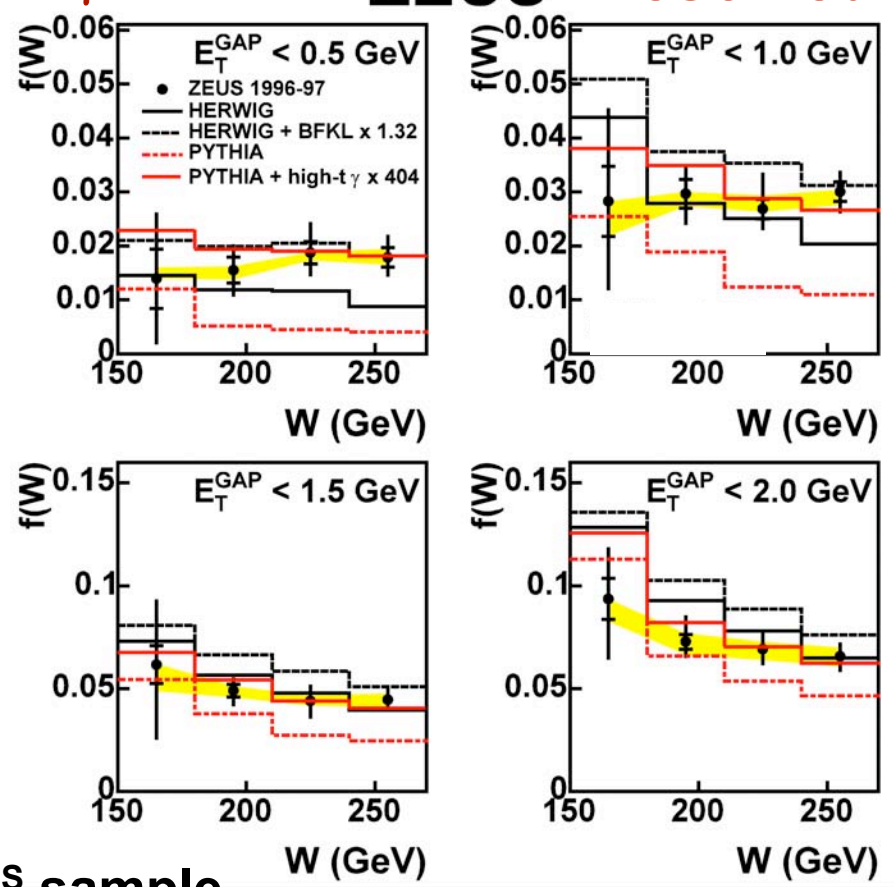 E_T^GAP < 0.5 GeV
f(W)
0.06
0.05
0.04
0.03
0.02
0.01
0
ZEUS 1996-97
HERWIG
HERWIG + BFKL x 1.32
PYTHIA
PYTHIA + high-t γ x 404
150 200 250
W (GeV)
E_T^GAP < 1.0 GeV
f(W)
0.06
0.05
0.04
0.03
0.02
0.01
0
150 200 250
W (GeV)
E_T^GAP < 1.5 GeV
f(W)
0.15
0.1
0.05
0
150 200 250
W (GeV)
E_T^GAP < 2.0 GeV
f(W)
0.15
0.1
0.05
0
150 200 250
W (GeV)